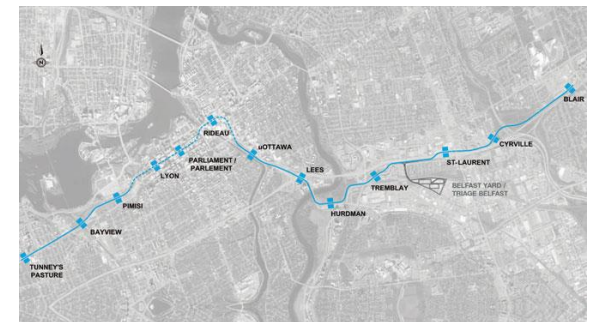 N
BLAIR
CYRVILLE
RIDEAU
uOTTAWA
ST-LAURENT
PARLIAMENT /
PARLEMENT
LYON
LEES
TREMBLAY
BELFAST YARD /
TRIAGE BELFAST
PIMISI
HURDMAN
BAYVIEW
TUNNEY'S
PASTURE